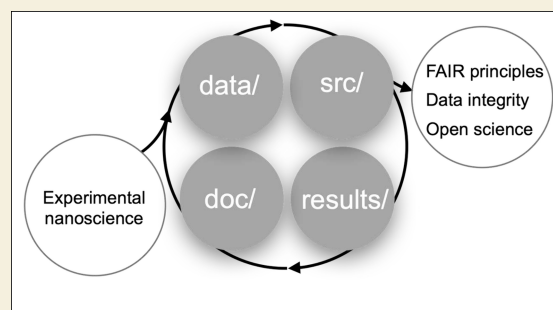 data/
src/
doc/
results/
Experimental
nanoscience
FAIR principles
Data integrity
Open science